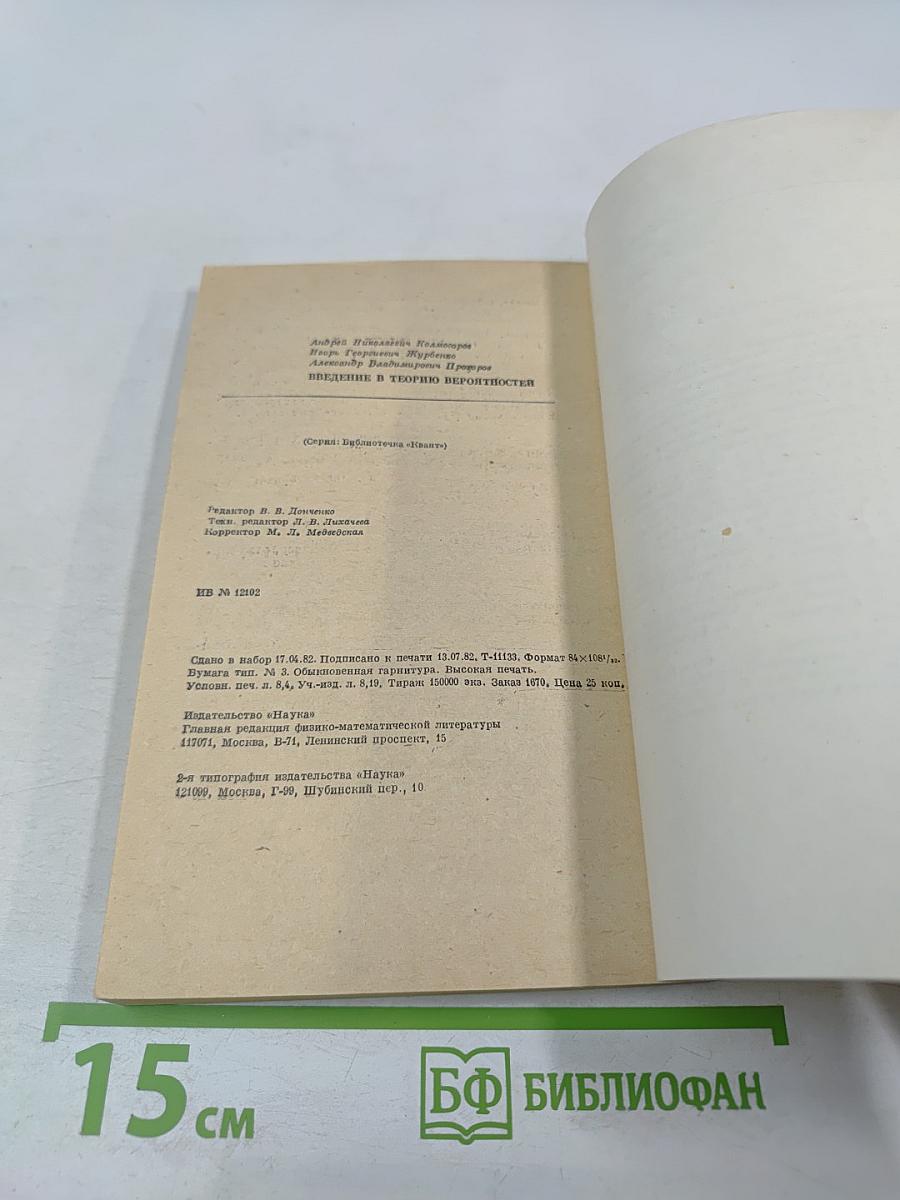 Андрей Николаевич Колмогоров
Игорь Георгиевич Журбенко
Александр Владимирович Прохоров
ВВЕДЕНИЕ В ТЕОРИЮ ВЕРОЯТНОСТЕЙ
(Серия: Библиотечка «Квант»)
Редактор В. В. Донченко
Техн. редактор Л. В. Лихачева
Корректор М. Л. Медведская
ИБ № 12102
Сдано в набор 17.04.82. Подписано к печати 13.07.82. Т-11133. Формат 84×108¹/₃₂.
Бумага тип. № 3. Обыкновенная гарнитура. Высокая печать.
Условн. печ. л. 8,4. Уч.-изд. л. 8,19. Тираж 150000 экз. Заказ 1670. Цена 25 коп.
Издательство «Наука»
Главная редакция физико-математической литературы
117071, Москва, В-71, Ленинский проспект, 15
2-я типография издательства «Наука»
121099, Москва, Г-99, Шубинский пер., 10
15 см
БФ БИБЛИОФАН